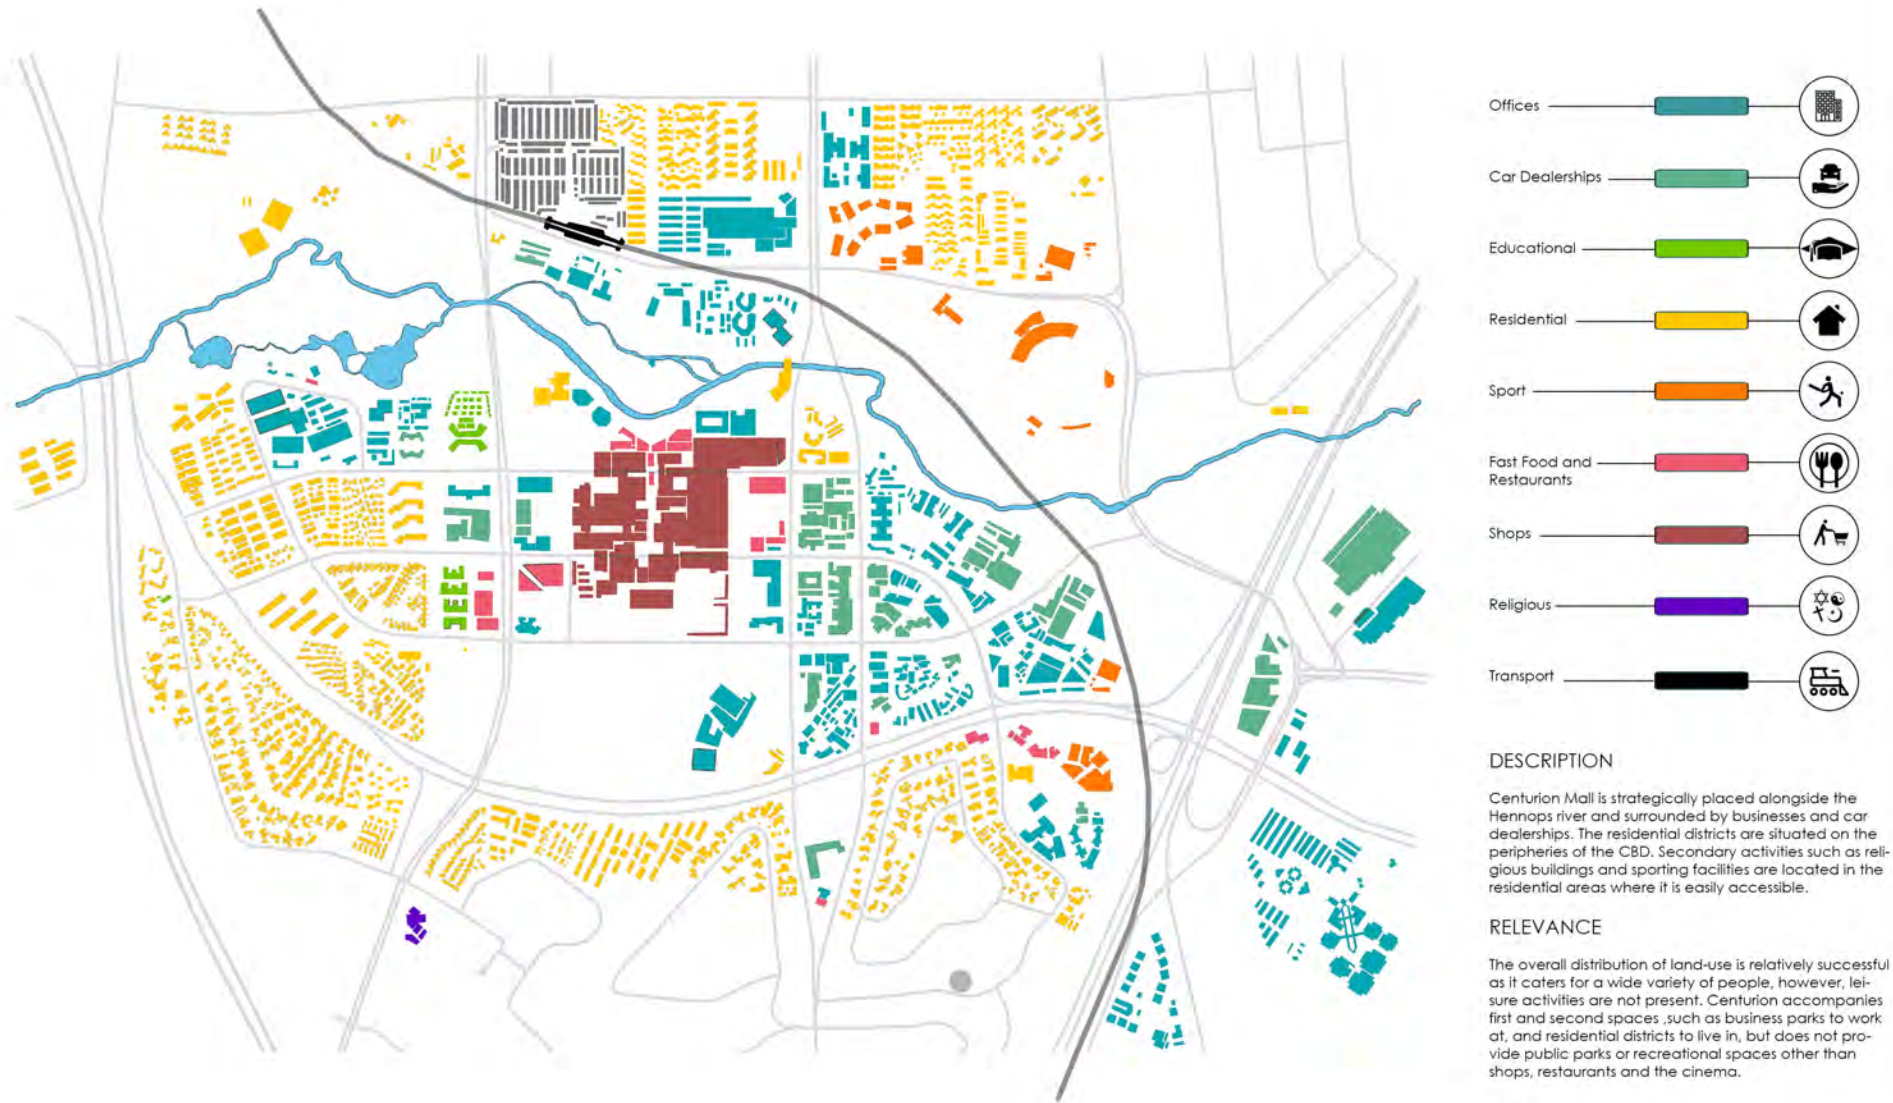 Offices
Car Dealerships
Educational
Residential
Sport
Fast Food and
Restaurants
Shops
Religious
Transport
DESCRIPTION
Centurion Mall is strategically placed alongside the
Hennops river and surrounded by businesses and car
dealerships. The residential districts are situated on the
peripheries of the CBD. Secondary activities such as reli-
gious buildings and sporting facilities are located in the
residential areas where it is easily accessible.
RELEVANCE
The overall distribution of land-use is relatively successful
as it caters for a wide variety of people, however, lei-
sure activities are not present. Centurion accompanies
first and second spaces ,such as business parks to work
at, and residential districts to live in, but does not pro-
vide public parks or recreational spaces other than
shops, restaurants and the cinema.